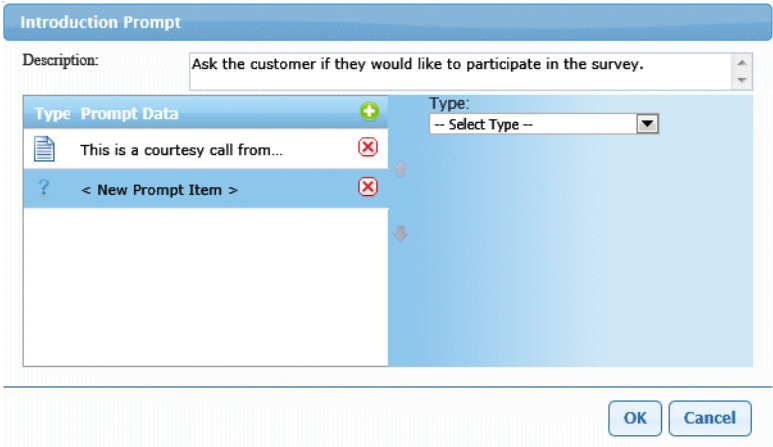 Introduction Prompt
Description:
Ask the customer if they would like to participate in the survey.
Type Prompt Data
Type:
-- Select Type --
This is a courtesy call from...
? < New Prompt Item >
OK Cancel